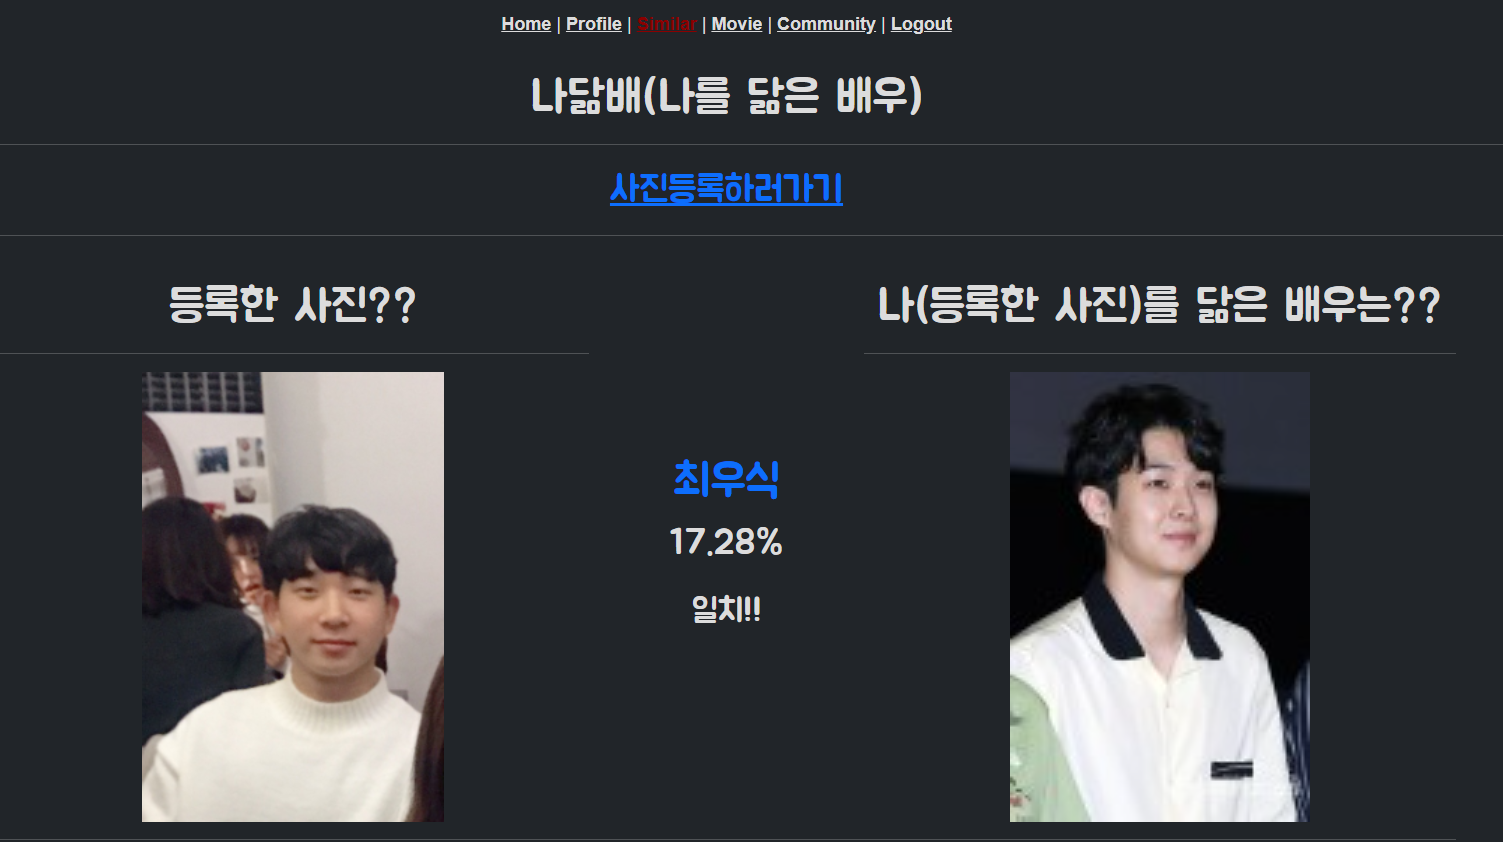 Home | Profile | Similar | Movie | Community | Logout
나닮배(나를 닮은 배우)
사진등록하러가기
등록한 사진??
나(등록한 사진)를 닮은 배우는??
최우식
17.28%
일치!!